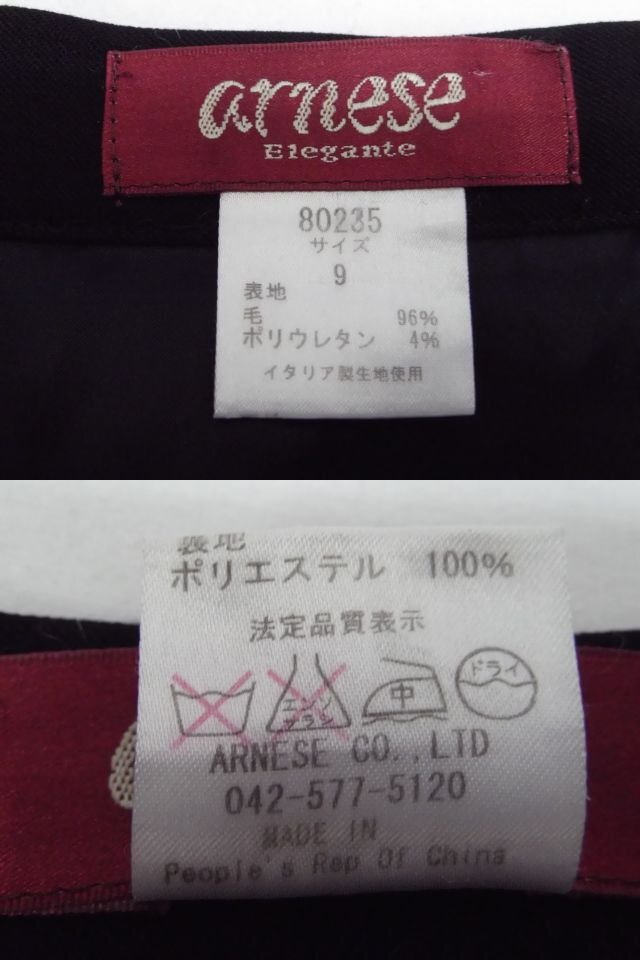 arnese
Elegante
80235
サイズ
9
表地
毛 96%
ポリウレタン 4%
イタリア製生地使用
裏地
ポリエステル 100%
法定品質表示
エンソ
サラシ
中
ドライ
ARNESE CO.,LTD
042-577-5120
MADE IN
People's Rep Of China